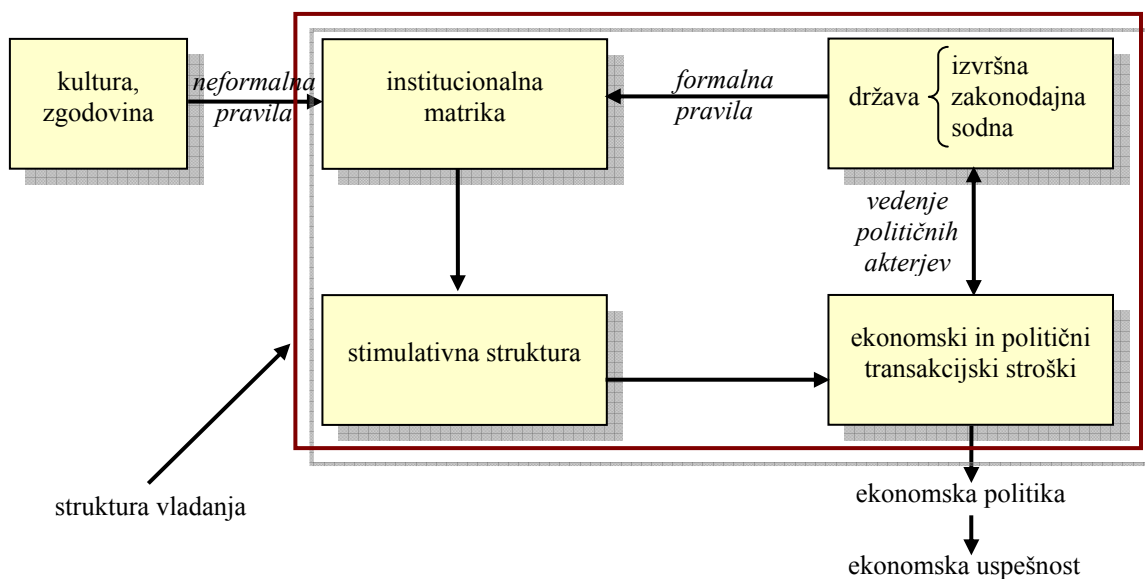 kultura,
zgodovina
neformalna
pravila
institucionalna
matrika
formalna
pravila
država
izvršna
zakonodajna
sodna
vedenje
političnih
akterjev
stimulativna struktura
ekonomski in politični
transakcijski stroški
struktura vladanja
ekonomska politika
ekonomska uspešnost